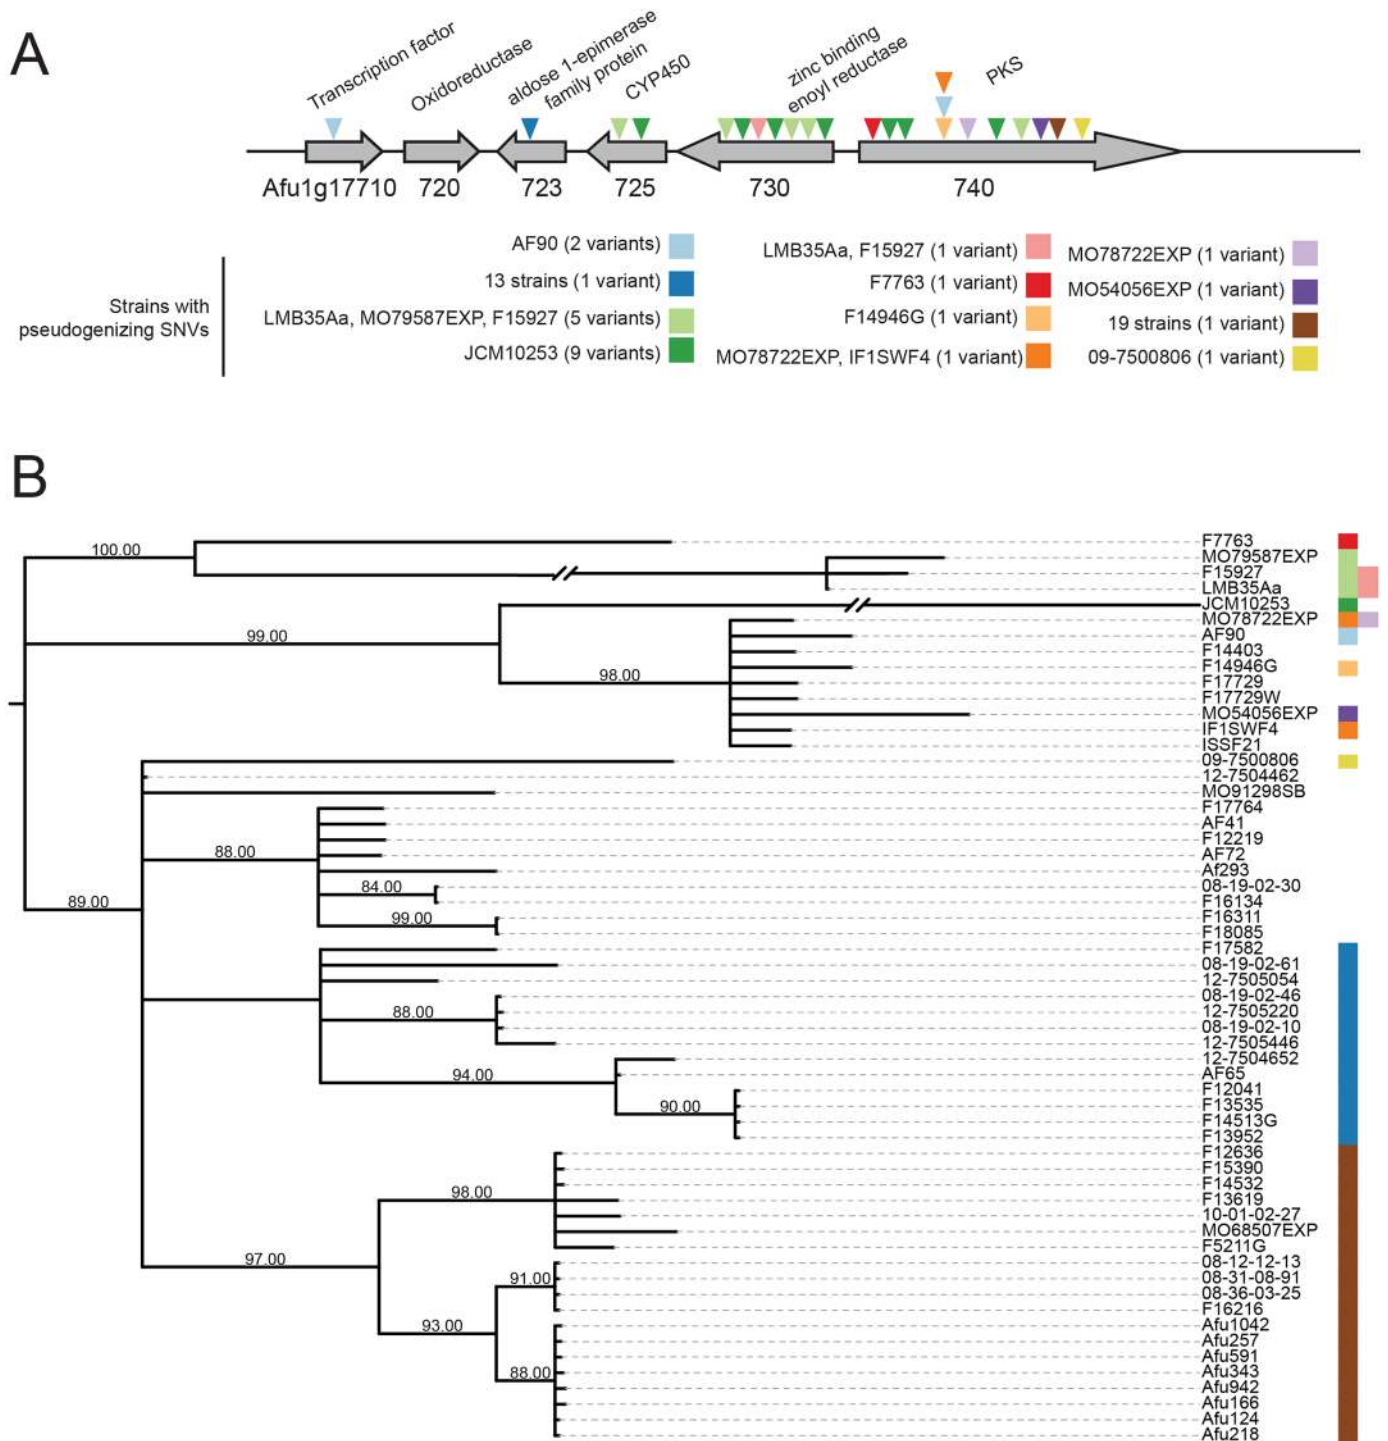 A
Transcription factor
Oxidoreductase
aldose 1-epimerase
family protein
CYP450
zinc binding
enoyl reductase
PKS
Afu1g17710
720
723
725
730
740
Strains with
pseudogenizing SNVs
AF90 (2 variants)
13 strains (1 variant)
LMB35Aa, MO79587EXP, F15927 (5 variants)
JCM10253 (9 variants)
LMB35Aa, F15927 (1 variant)
F7763 (1 variant)
F14946G (1 variant)
MO78722EXP, IF1SWF4 (1 variant)
MO78722EXP (1 variant)
MO54056EXP (1 variant)
19 strains (1 variant)
09-7500806 (1 variant)
B
100.00
99.00
98.00
89.00
88.00
84.00
99.00
88.00
94.00
90.00
98.00
97.00
91.00
93.00
88.00
F7763
MO79587EXP
F15927
LMB35Aa
JCM10253
MO78722EXP
AF90
F14403
F14946G
F17729
F17729W
MO54056EXP
IF1SWF4
ISSF21
09-7500806
12-7504462
MO91298SB
F17764
AF41
F12219
AF72
Af293
08-19-02-30
F16134
F16311
F18085
F17582
08-19-02-61
12-7505054
08-19-02-46
12-7505220
08-19-02-10
12-7505446
12-7504652
AF65
F12041
F13535
F14513G
F13952
F12636
F15390
F14532
F13619
10-01-02-27
MO68507EXP
F5211G
08-12-12-13
08-31-08-91
08-36-03-25
F16216
Afu1042
Afu257
Afu591
Afu343
Afu942
Afu166
Afu124
Afu218